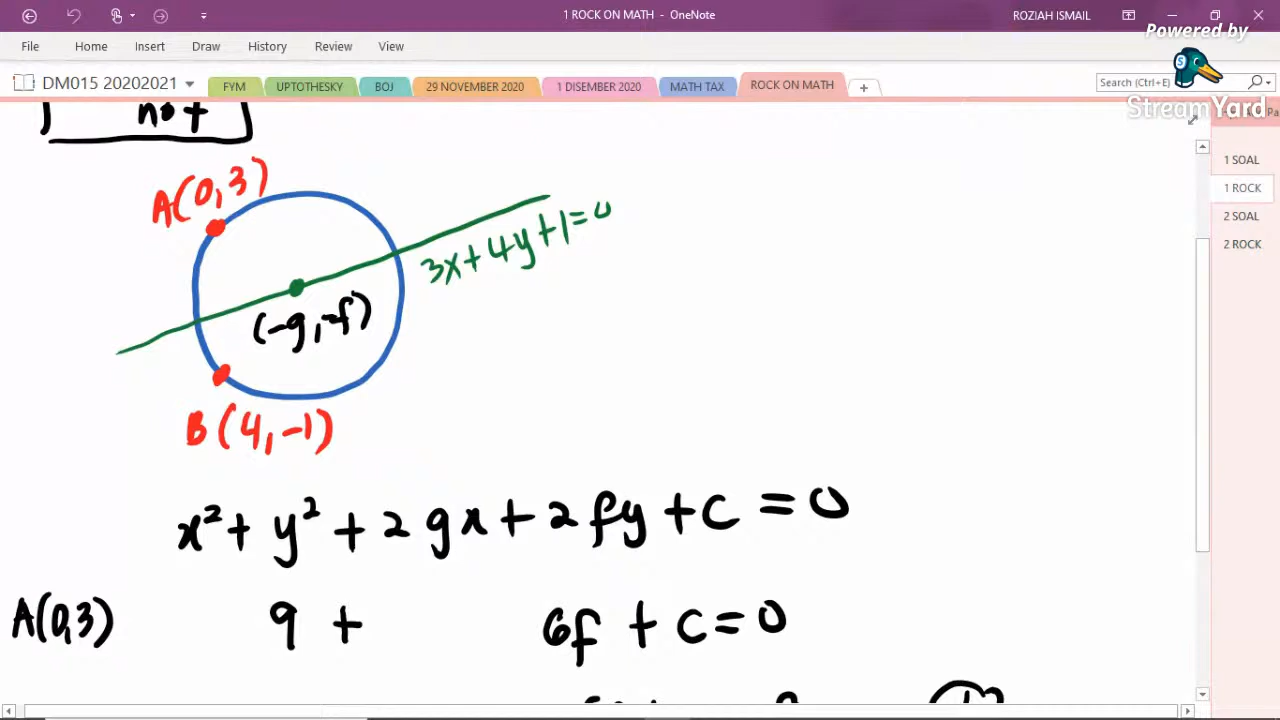 1 ROCK ON MATH - OneNote
ROZIAH ISMAIL
Powered by
StreamYard
File Home Insert Draw History Review View
DM015 20202021
FYM UPTOTHESKY BOJ 29 NOVEMBER 2020 1 DISEMBER 2020 MATH TAX ROCK ON MATH +
Search (Ctrl+E)
1 SOAL
1 ROCK
2 SOAL
2 ROCK
not
A(0,3)
3x+4y+1=0
(-g,-f)
B(4,-1)
x²+ y² + 2gx + 2fy + c = 0
A(0,3) 9 + 6f + c = 0